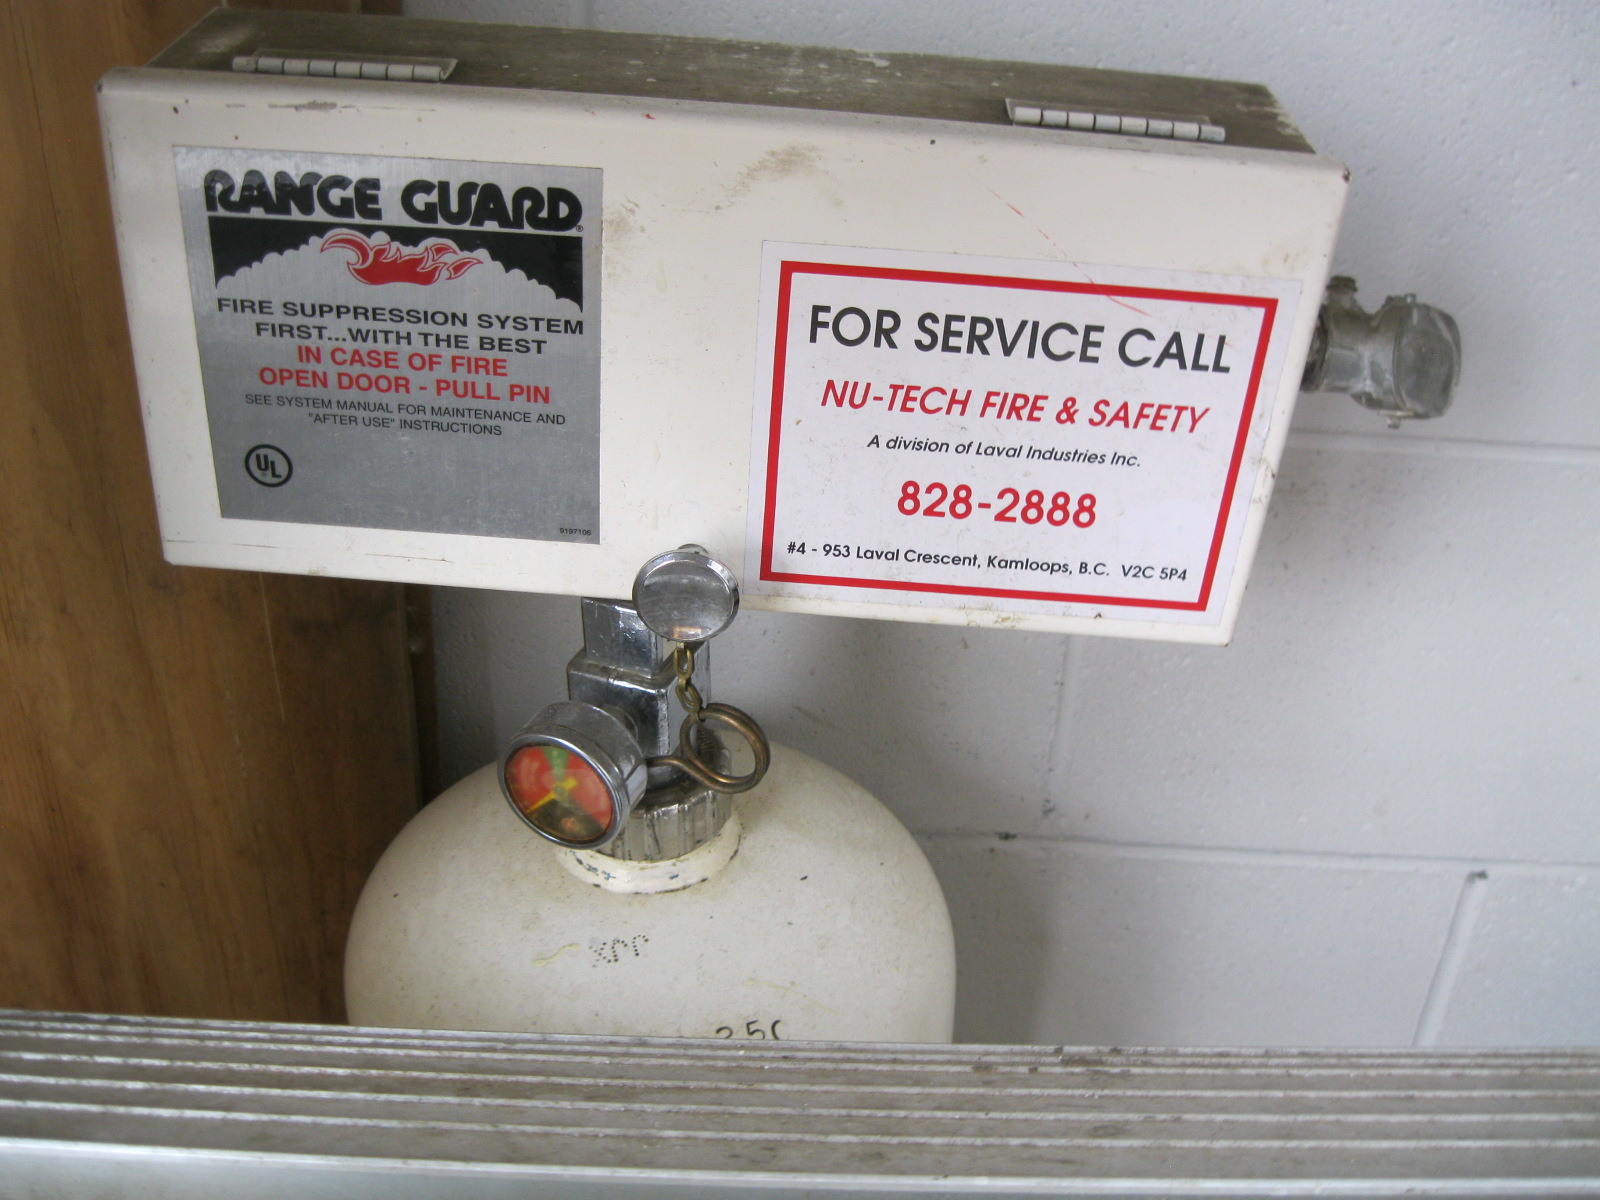 RANGE GUARD®
FIRE SUPPRESSION SYSTEM
FIRST...WITH THE BEST
IN CASE OF FIRE
OPEN DOOR - PULL PIN
SEE SYSTEM MANUAL FOR MAINTENANCE AND
"AFTER USE" INSTRUCTIONS
UL
9197106
FOR SERVICE CALL
NU-TECH FIRE & SAFETY
A division of Laval Industries Inc.
828-2888
#4 - 953 Laval Crescent, Kamloops, B.C. V2C 5P4